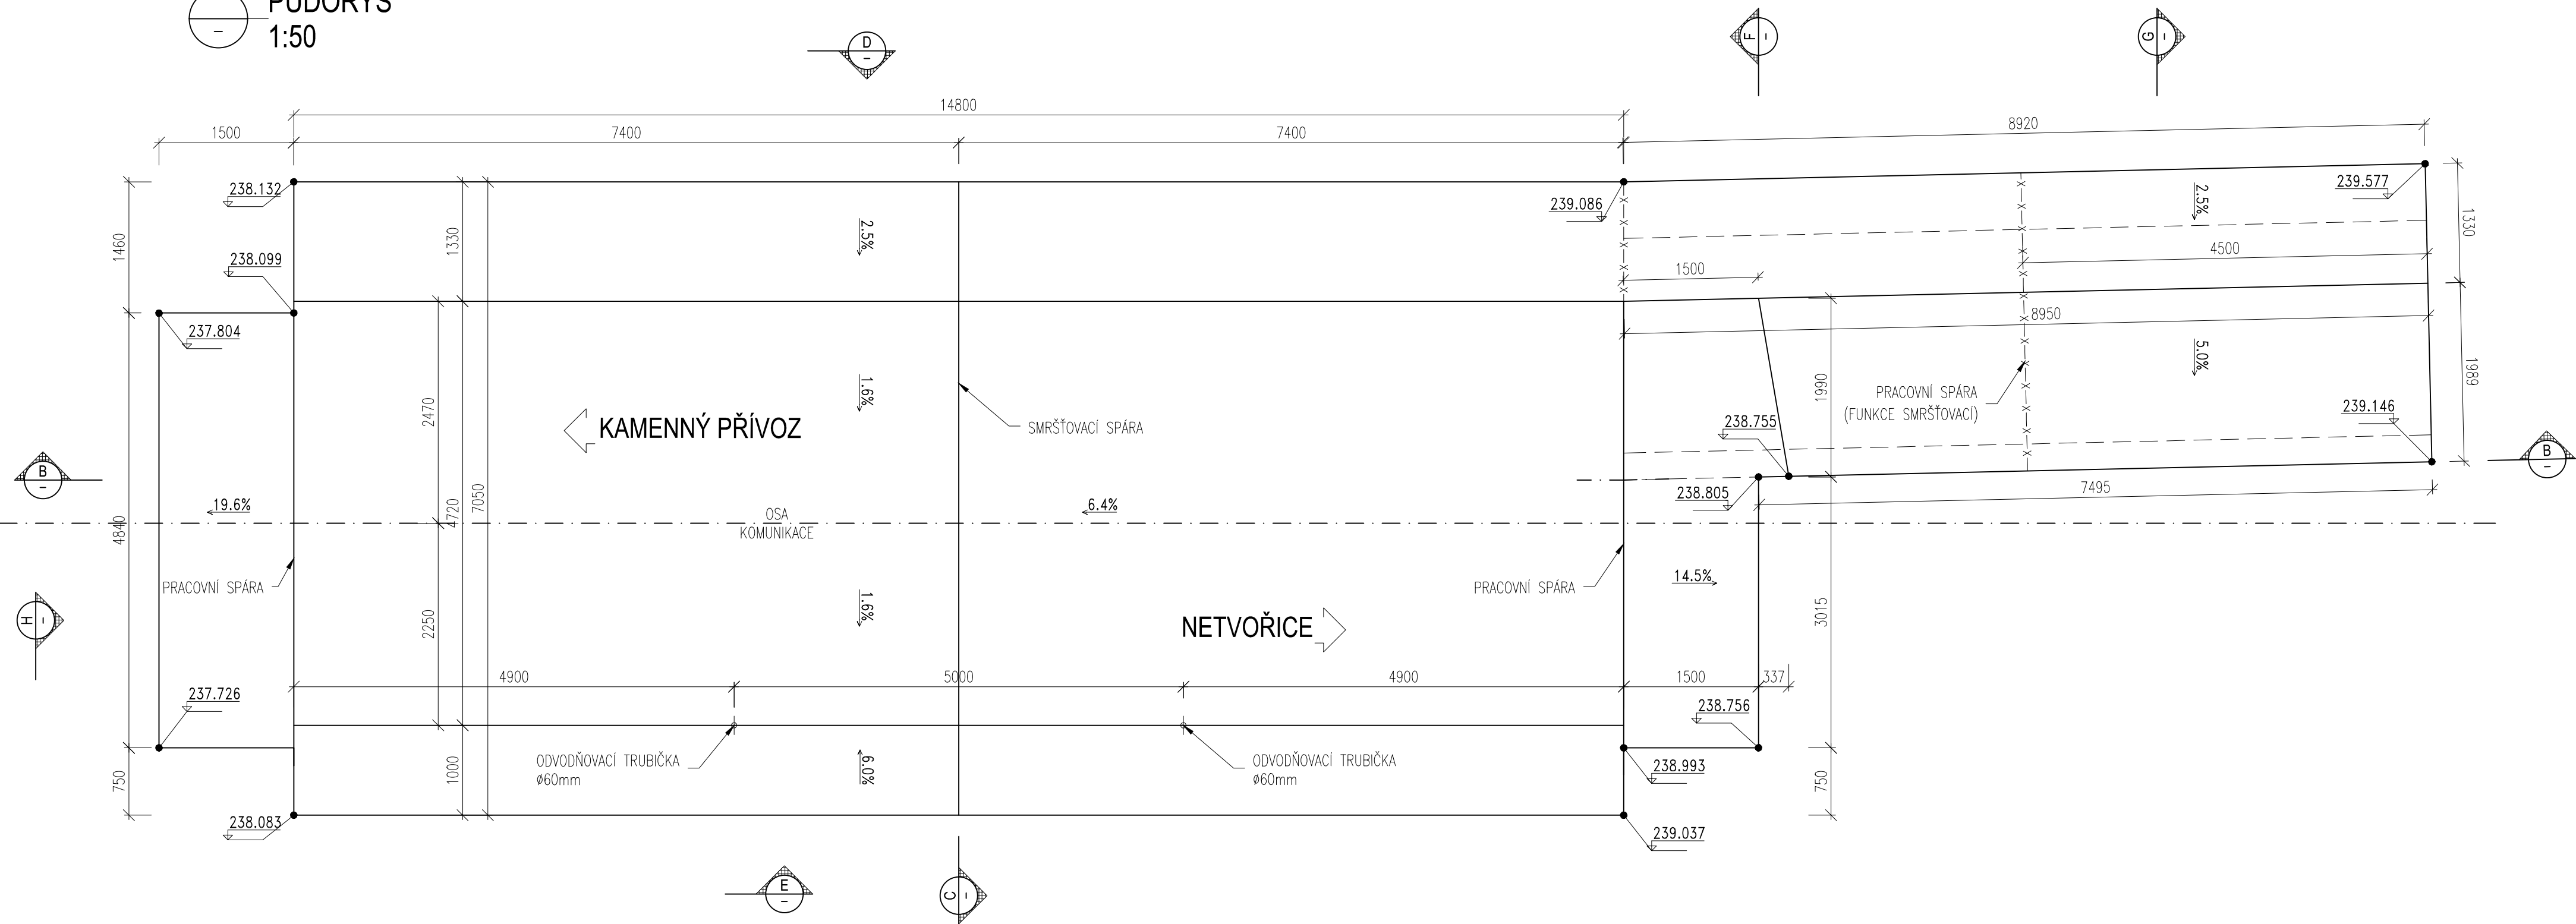 PŮDORYS
1:50
-
D
-
F
-
G
-
14800
1500
7400
7400
8920
238.132
239.086
2.5%
239.577
1460
1330
2.5%
1330
238.099
4500
1500
237.804
8950
2470
1.6%
1990
5.0%
1989
KAMENNÝ PŘÍVOZ
SMRŠŤOVACÍ SPÁRA
PRACOVNÍ SPÁRA
(FUNKCE SMRŠŤOVACÍ)
238.755
239.146
B
-
B
-
19.6%
4840
4720
7050
OSA
KOMUNIKACE
6.4%
238.805
7495
PRACOVNÍ SPÁRA
PRACOVNÍ SPÁRA
14.5%
H
-
2250
1.6%
NETVOŘICE
3015
4900
5000
4900
1500
337
237.726
238.756
750
1000
ODVODŇOVACÍ TRUBIČKA
ø60mm
6.0%
ODVODŇOVACÍ TRUBIČKA
ø60mm
238.993
750
238.083
239.037
E
-
C
-